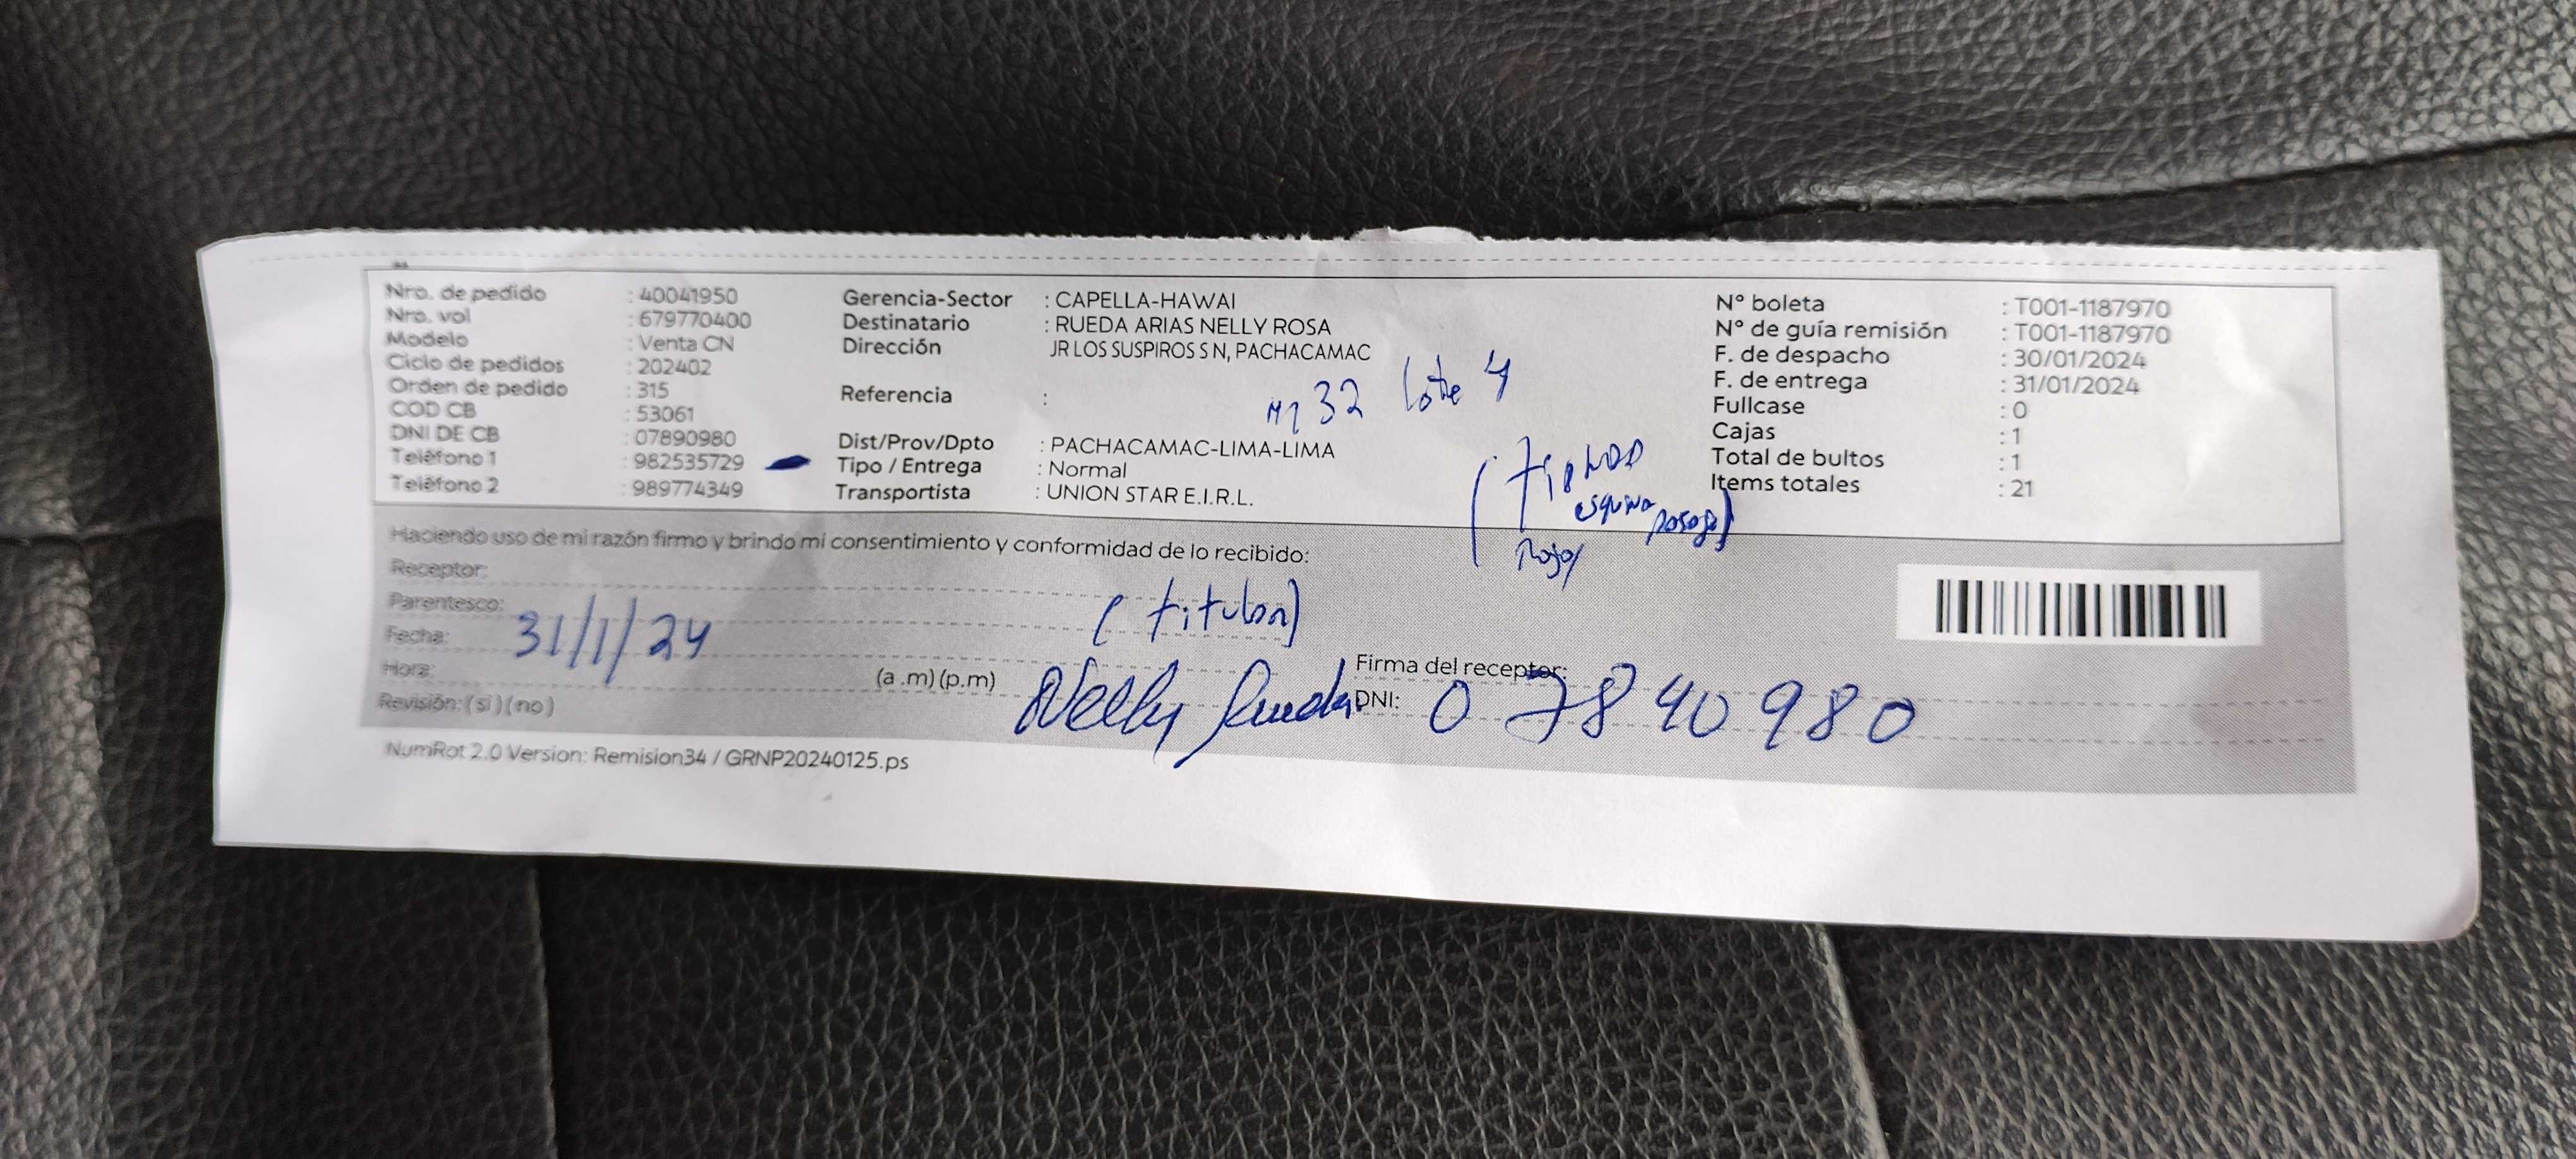 Nro. de pedido : 40041950
Nro. vol : 679770400
Modelo : Venta CN
Ciclo de pedidos : 202402
Orden de pedido : 315
COD CB : 53061
DNI DE CB : 07890980
Teléfono 1 : 982535729
Teléfono 2 : 989774349
Gerencia-Sector : CAPELLA-HAWAI
Destinatario : RUEDA ARIAS NELLY ROSA
Dirección JR LOS SUSPIROS S N, PACHACAMAC
Referencia :
Mz 32 lote 4
Dist/Prov/Dpto : PACHACAMAC-LIMA-LIMA
Tipo / Entrega : Normal
Transportista : UNION STAR E.I.R.L.
N° boleta : T001-1187970
N° de guía remisión : T001-1187970
F. de despacho : 30/01/2024
F. de entrega : 31/01/2024
Fullcase : 0
Cajas : 1
Total de bultos : 1
Items totales : 21
esquina
Haciendo uso de mi razón firmo y brindo mi consentimiento y conformidad de lo recibido:
Receptor:
Parentesco: (titular)
Fecha: 31/1/24
Hora: (a .m) (p.m)
Revisión: (si) (no)
Nelly Rueda
Firma del receptor:
DNI: 07840980
NumRot 2.0 Version: Remision34 / GRNP20240125.ps